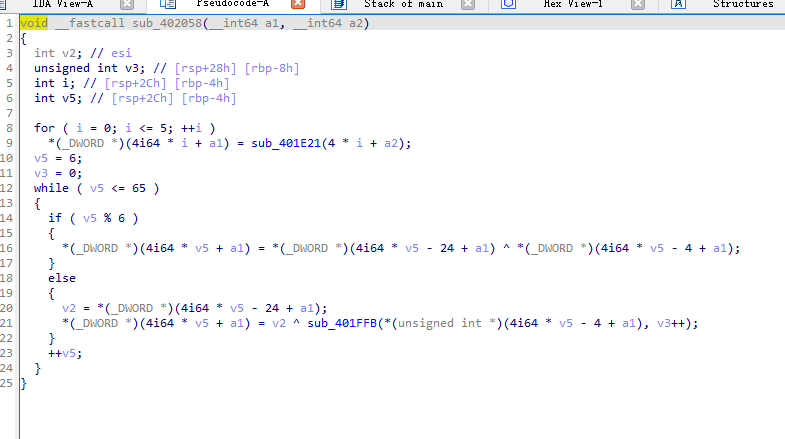 IDA View-A Pseudocode-A Stack of main Hex View-1 Structures
1 void __fastcall sub_402058(__int64 a1, __int64 a2)
2 {
3 int v2; // esi
4 unsigned int v3; // [rsp+28h] [rbp-8h]
5 int i; // [rsp+2Ch] [rbp-4h]
6 int v5; // [rsp+2Ch] [rbp-4h]
7
8 for ( i = 0; i <= 5; ++i )
9 *(_DWORD *)(4i64 * i + a1) = sub_401E21(4 * i + a2);
10 v5 = 6;
11 v3 = 0;
12 while ( v5 <= 65 )
13 {
14 if ( v5 % 6 )
15 {
16 *(_DWORD *)(4i64 * v5 + a1) = *(_DWORD *)(4i64 * v5 - 24 + a1) ^ *(_DWORD *)(4i64 * v5 - 4 + a1);
17 }
18 else
19 {
20 v2 = *(_DWORD *)(4i64 * v5 - 24 + a1);
21 *(_DWORD *)(4i64 * v5 + a1) = v2 ^ sub_401FFB(*(unsigned int *)(4i64 * v5 - 4 + a1), v3++);
22 }
23 ++v5;
24 }
25 }